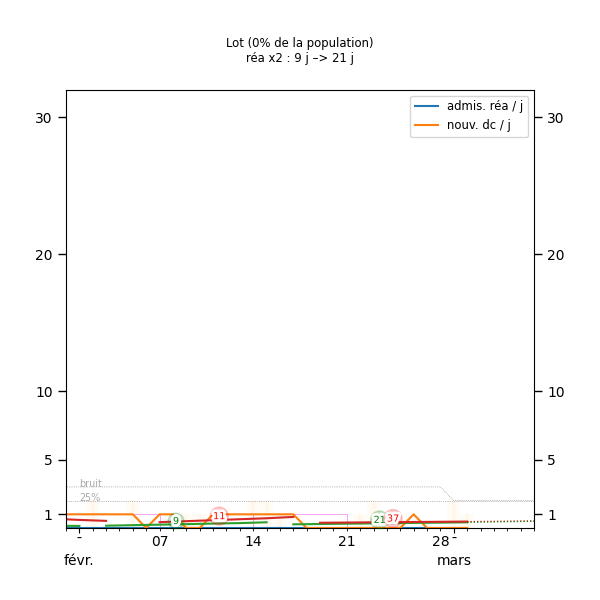 Lot (0% de la population)
réa x2 : 9 j –> 21 j
admis. réa / j
nouv. dc / j
30 30
20 20
10 10
5 5
bruit
25%
1 9 11 21 37 1
- 07 14 21 28 -
févr. mars